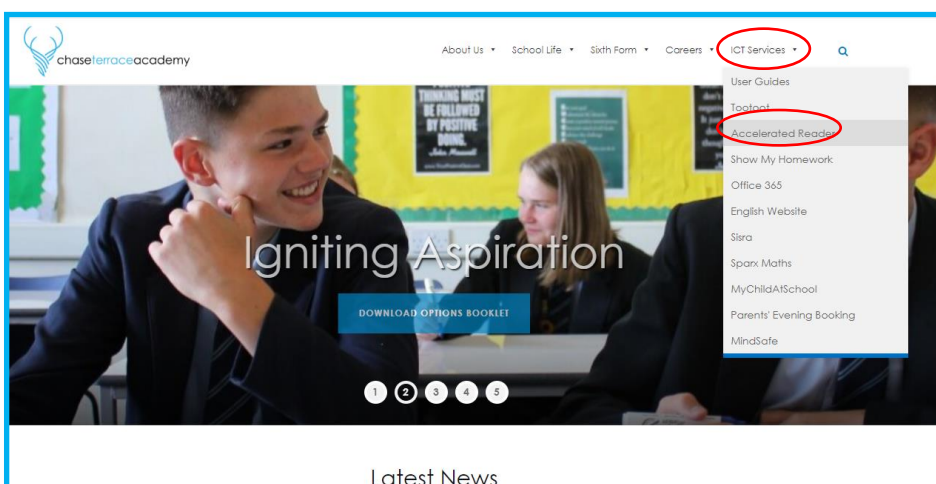 chaseterraceacademy
About Us ▾ School Life ▾ Sixth Form ▾ Careers ▾ ICT Services ▾
User Guides
Tootoot
Accelerated Reader
Show My Homework
Office 365
English Website
Sisra
Sparx Maths
MyChildAtSchool
Parents' Evening Booking
MindSafe
THINKING MUST
BE FOLLOWED
BY POSITIVE
DOING.
Igniting Aspiration
DOWNLOAD OPTIONS BOOKLET
1 2 3 4 5
Latest News